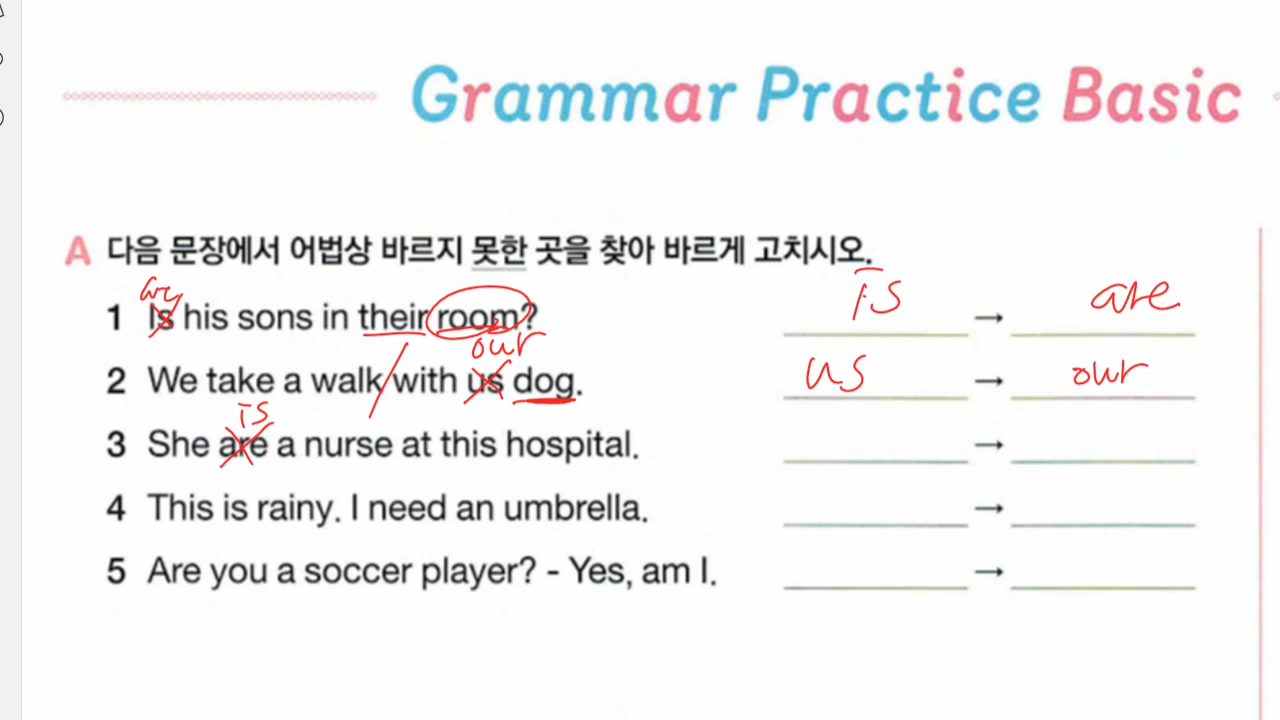 Grammar Practice Basic
A 다음 문장에서 어법상 바르지 못한 곳을 찾아 바르게 고치시오.
are
1 Is his sons in their room? is → are
our
2 We take a walk with us dog. us → our
is
3 She are a nurse at this hospital. →
4 This is rainy. I need an umbrella. →
5 Are you a soccer player? - Yes, am I. →